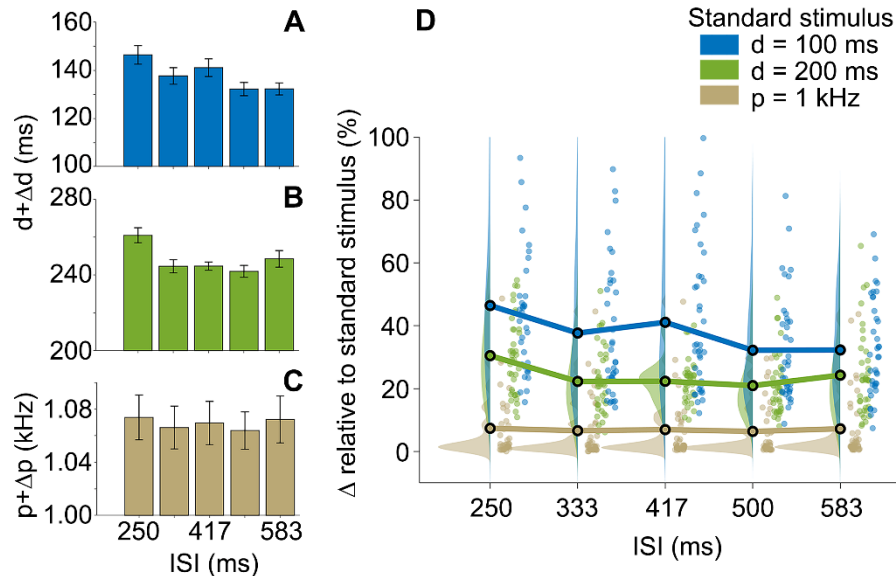 A
d+Δd (ms)
160
140
120
100
B
280
240
200
C
p+Δp (kHz)
1.08
1.04
1.00
250 417 583
ISI (ms)
D
Standard stimulus
d = 100 ms
d = 200 ms
p = 1 kHz
Δ relative to standard stimulus (%)
100
80
60
40
20
0
250 333 417 500 583
ISI (ms)